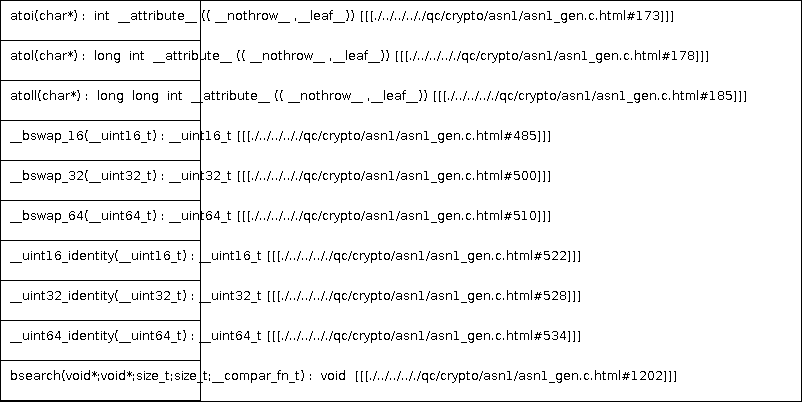 atoi(char*) : int __attribute__ (( __nothrow__ ,__leaf__)) [[[./../../../qc/crypto/asn1/asn1_gen.c.html#173]]]
atol(char*) : long int __attribute__ (( __nothrow__ ,__leaf__)) [[[./../../../qc/crypto/asn1/asn1_gen.c.html#178]]]
atoll(char*) : long long int __attribute__ (( __nothrow__ ,__leaf__)) [[[./../../../qc/crypto/asn1/asn1_gen.c.html#185]]]
__bswap_16(__uint16_t) : __uint16_t [[[./../../../qc/crypto/asn1/asn1_gen.c.html#485]]]
__bswap_32(__uint32_t) : __uint32_t [[[./../../../qc/crypto/asn1/asn1_gen.c.html#500]]]
__bswap_64(__uint64_t) : __uint64_t [[[./../../../qc/crypto/asn1/asn1_gen.c.html#510]]]
__uint16_identity(__uint16_t) : __uint16_t [[[./../../../qc/crypto/asn1/asn1_gen.c.html#522]]]
__uint32_identity(__uint32_t) : __uint32_t [[[./../../../qc/crypto/asn1/asn1_gen.c.html#528]]]
__uint64_identity(__uint64_t) : __uint64_t [[[./../../../qc/crypto/asn1/asn1_gen.c.html#534]]]
bsearch(void*;void*;size_t;size_t;__compar_fn_t) : void [[[./../../../qc/crypto/asn1/asn1_gen.c.html#1202]]]